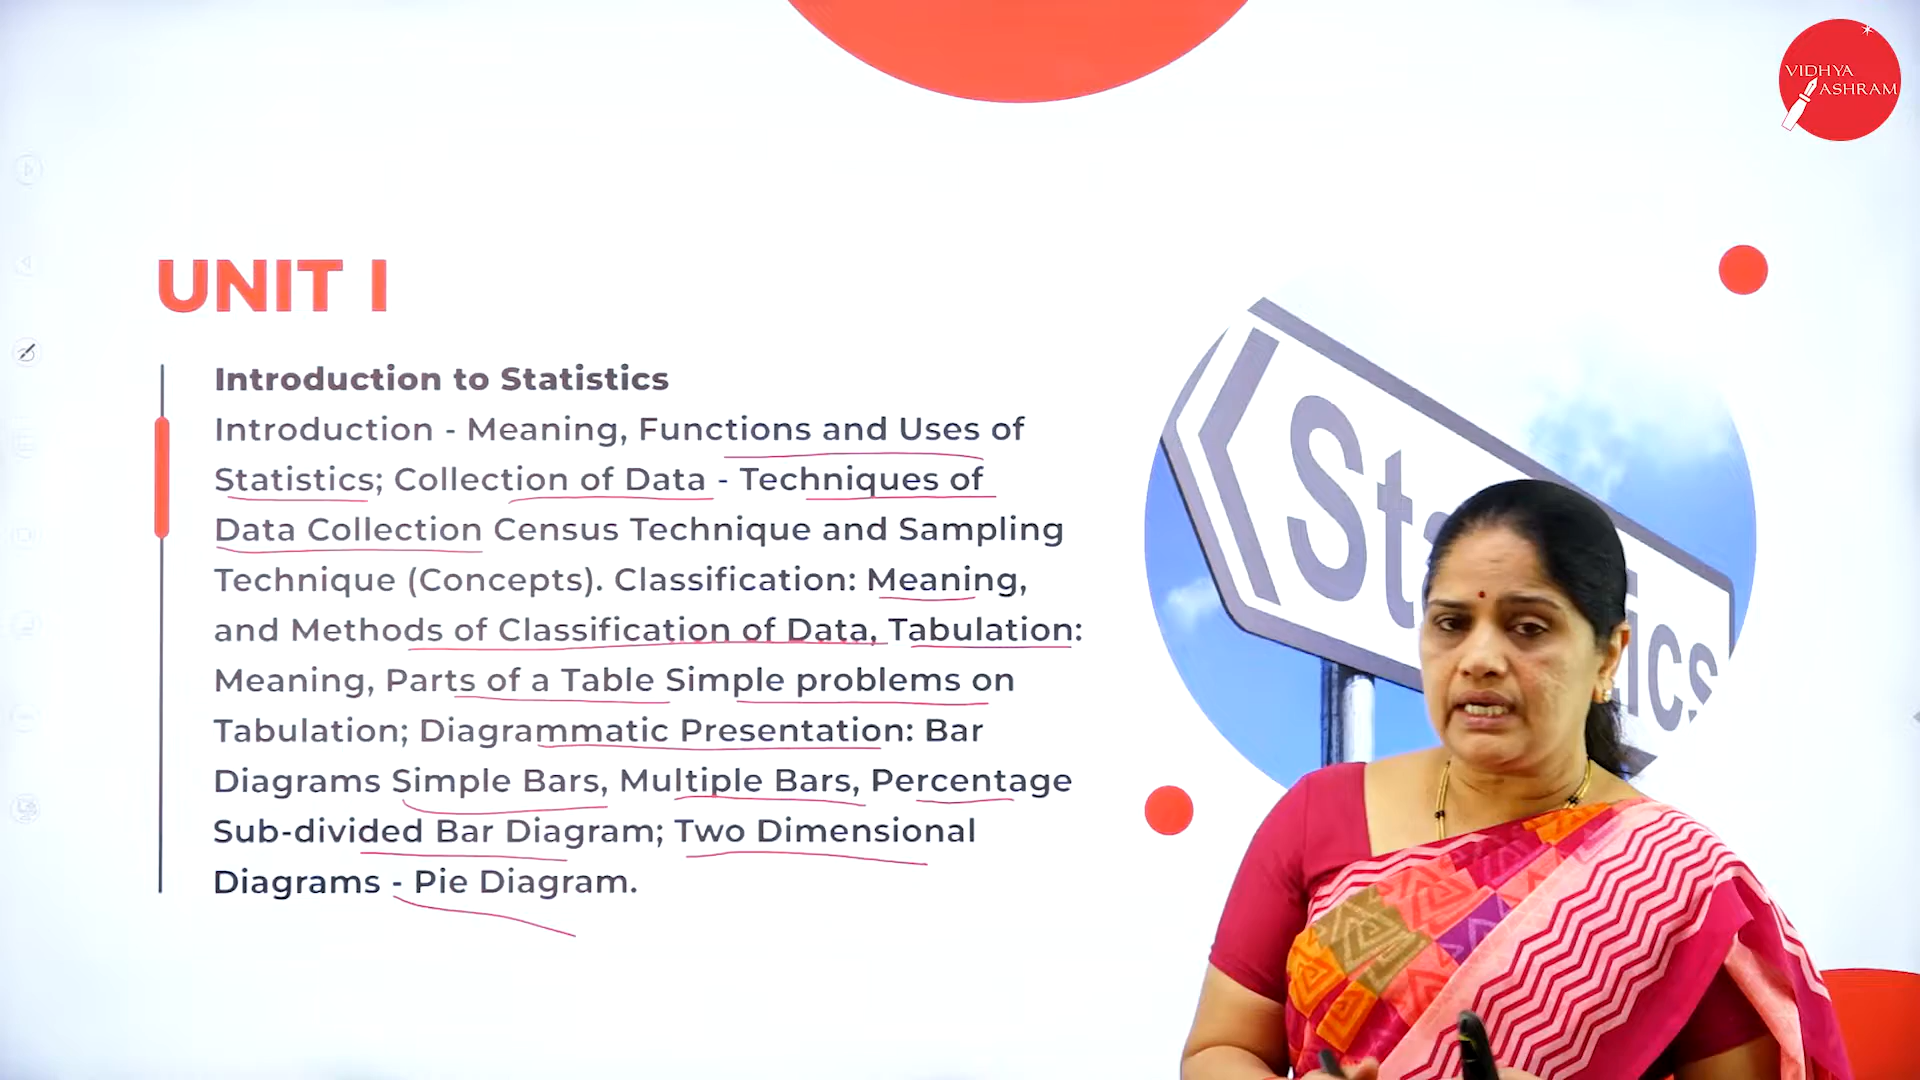 VIDHYA
ASHRAM
UNIT I
Introduction to Statistics
Introduction - Meaning, Functions and Uses of
Statistics; Collection of Data - Techniques of
Data Collection Census Technique and Sampling
Technique (Concepts). Classification: Meaning,
and Methods of Classification of Data, Tabulation:
Meaning, Parts of a Table Simple problems on
Tabulation; Diagrammatic Presentation: Bar
Diagrams Simple Bars, Multiple Bars, Percentage
Sub-divided Bar Diagram; Two Dimensional
Diagrams - Pie Diagram.